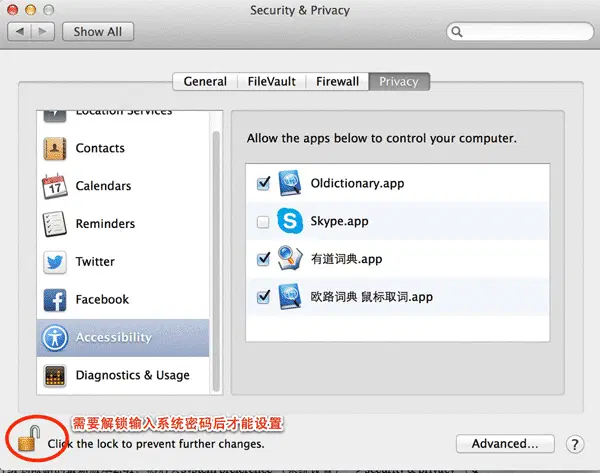 Security & Privacy
Show All
General
FileVault
Firewall
Privacy
Location Services
Contacts
Calendars
17
Reminders
Twitter
Facebook
Accessibility
Diagnostics & Usage
Allow the apps below to control your computer.
Oldictionary.app
Skype.app
有道词典.app
欧路词典 鼠标取词.app
需要解锁输入系统密码后才能设置
Click the lock to prevent further changes.
Advanced...
?